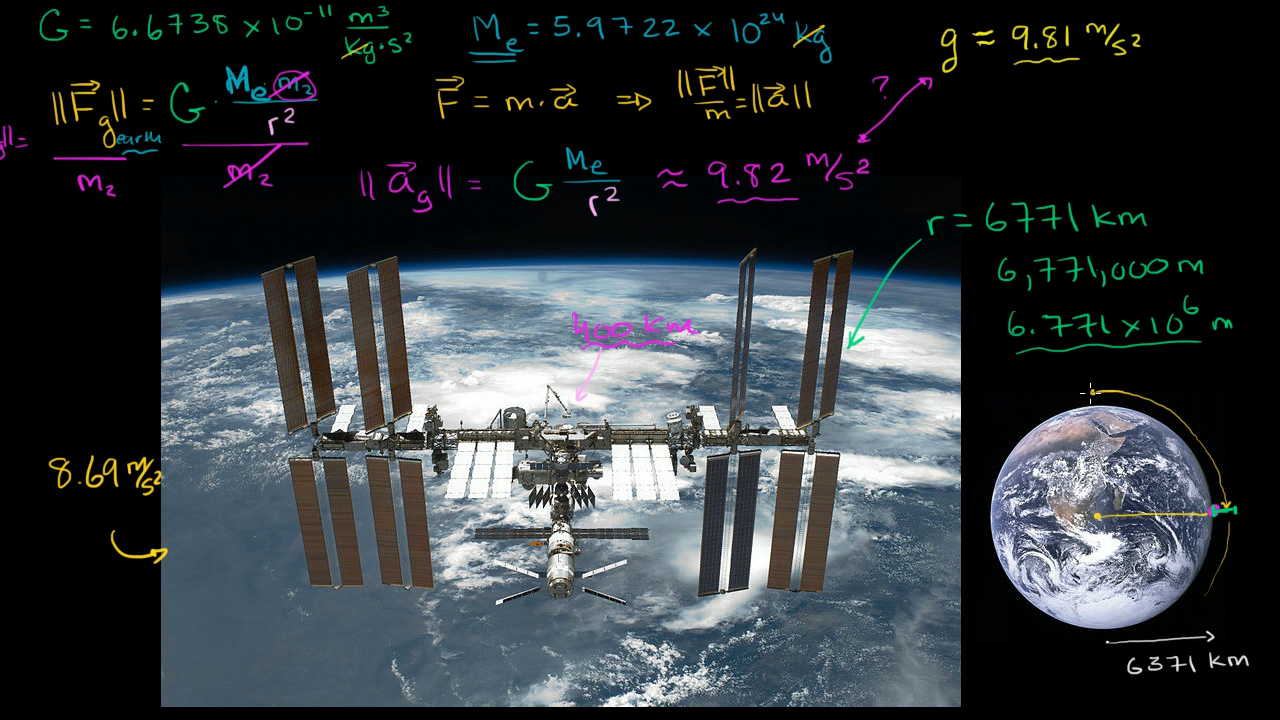 G = 6.6738 × 10⁻¹¹ m³/kg·s²
Mₑ = 5.9722 × 10²⁴ kg
g ≈ 9.81 m/s²
||F⃗g earth|| = G · Mₑ m₂ / r²
m₂
m₂
F⃗ = m · a⃗ ⇒ ||F⃗||/m = ||a⃗||
?
||a⃗g|| = G Mₑ/r² ≈ 9.82 m/s²
r = 6771 km
6,771,000 m
6.771 × 10⁶ m
400 km
8.69 m/s²
6371 km